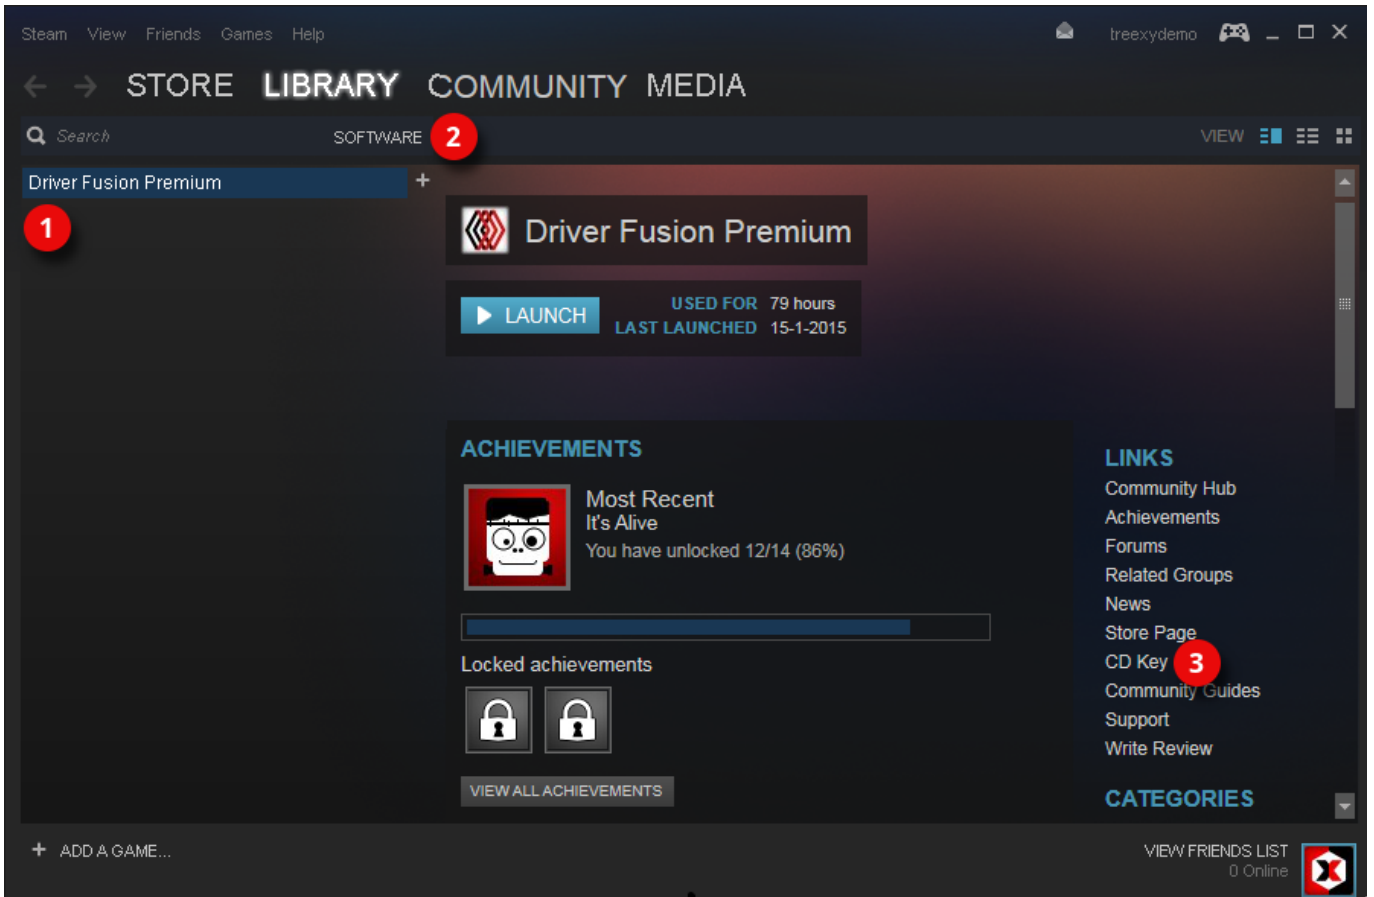 Steam View Friends Games Help
treexydemo
STORE LIBRARY COMMUNITY MEDIA
Search
SOFTWARE 2
VIEW
Driver Fusion Premium +
1
Driver Fusion Premium
LAUNCH
USED FOR 79 hours
LAST LAUNCHED 15-1-2015
ACHIEVEMENTS
Most Recent
It's Alive
You have unlocked 12/14 (86%)
Locked achievements
VIEW ALL ACHIEVEMENTS
LINKS
Community Hub
Achievements
Forums
Related Groups
News
Store Page
CD Key 3
Community Guides
Support
Write Review
CATEGORIES
+ ADD A GAME...
VIEW FRIENDS LIST
0 Online